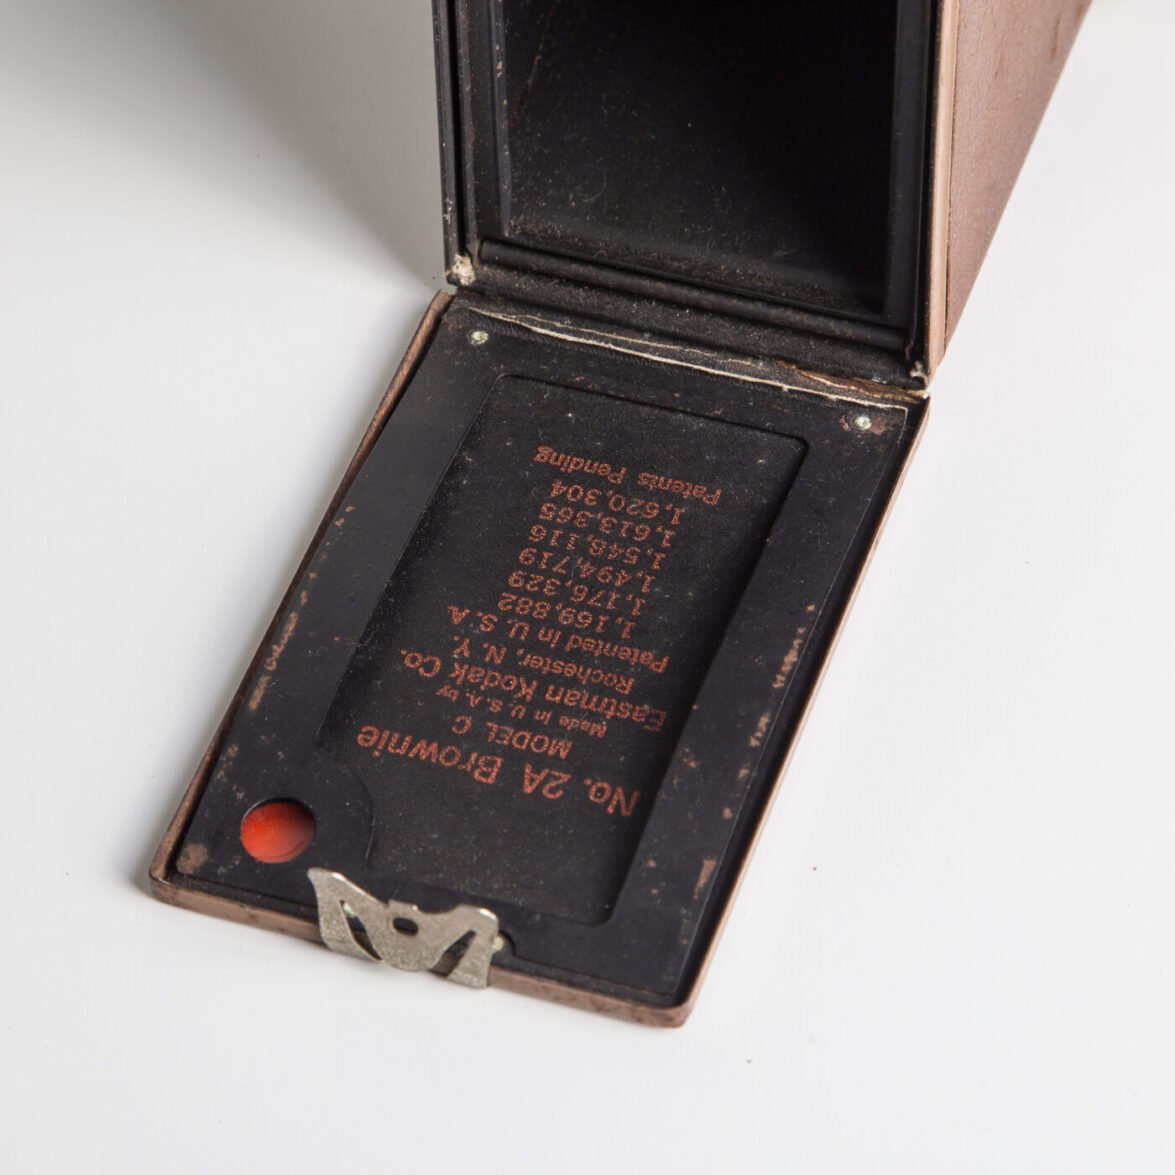 No. 2A Brownie
MODEL C
Made in U. S. A. by
Eastman Kodak Co.
Rochester, N. Y.
Patented in U. S. A.
1,169,882
1,176,329
1,494,719
1,548,116
1,613,365
1,620,304
Patents Pending